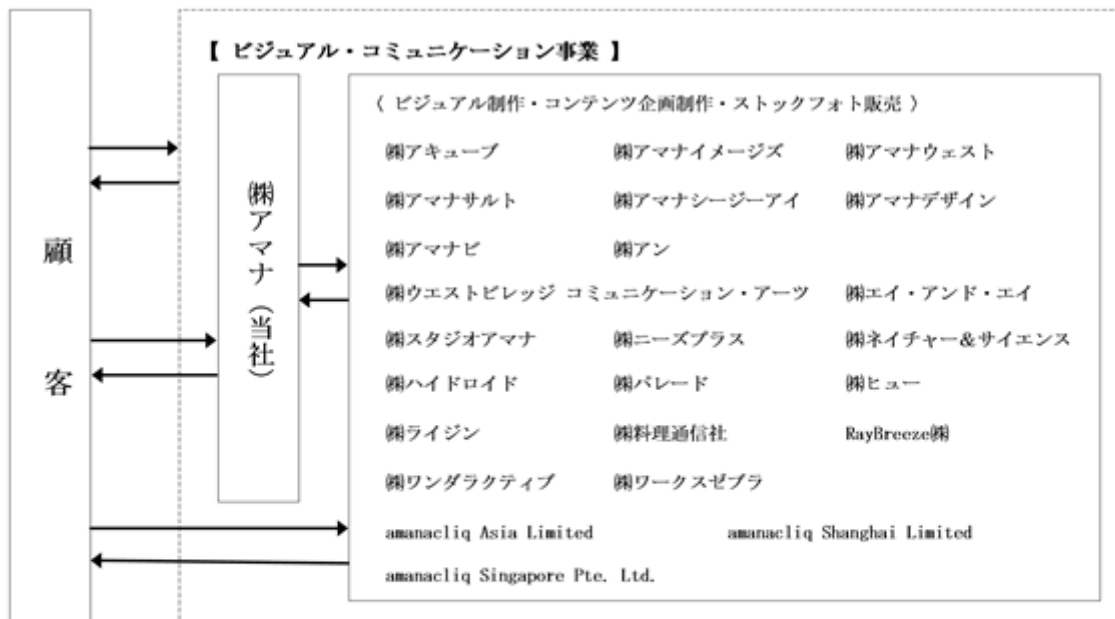 【 ビジュアル・コミュニケーション事業 】
顧客
㈱アマナ(当社)
( ビジュアル制作・コンテンツ企画制作・ストックフォト販売 )
㈱アキューブ ㈱アマナイメージズ ㈱アマナウェスト
㈱アマナサルト ㈱アマナシージーアイ ㈱アマナデザイン
㈱アマナビ ㈱アン
㈱ウエストビレッジ コミュニケーション・アーツ ㈱エイ・アンド・エイ
㈱スタジオアマナ ㈱ニーズプラス ㈱ネイチャー&サイエンス
㈱ハイドロイド ㈱パレード ㈱ヒュー
㈱ライジン ㈱料理通信社 RayBreeze㈱
㈱ワンダラクティブ ㈱ワークスゼブラ
amanacliq Asia Limited amanacliq Shanghai Limited
amanacliq Singapore Pte. Ltd.